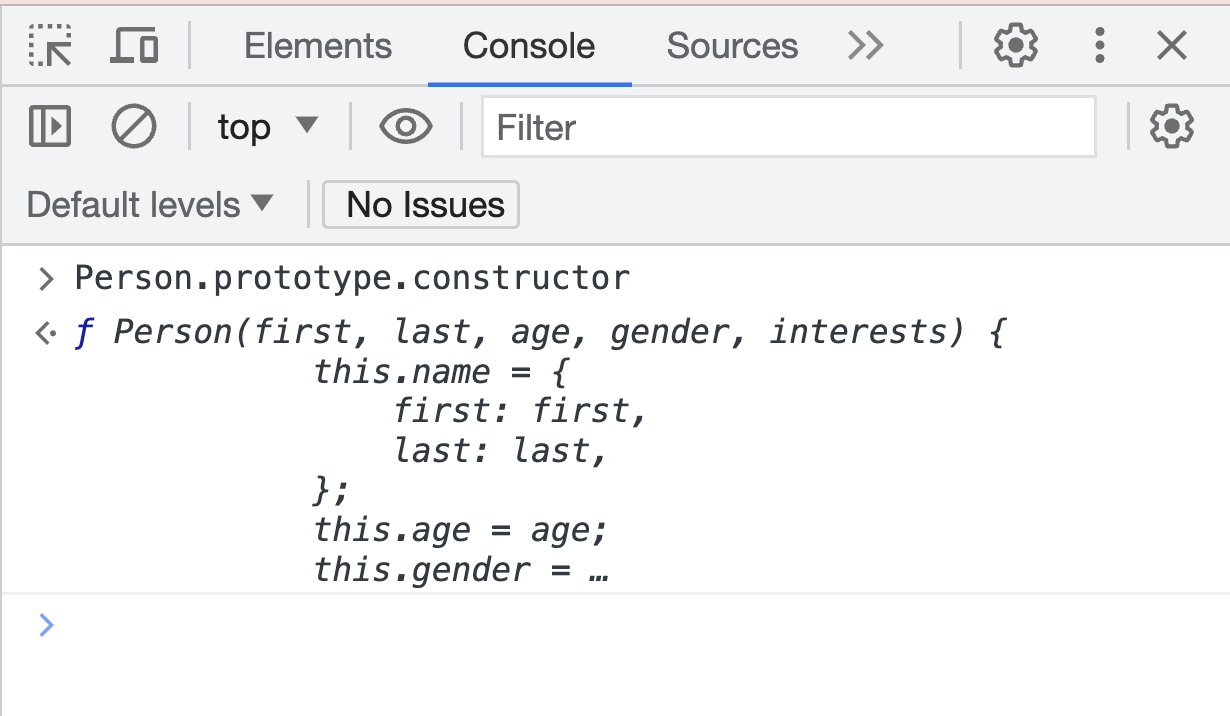 Elements Console Sources
top Filter
Default levels No Issues
> Person.prototype.constructor
ƒ Person(first, last, age, gender, interests) {
this.name = {
first: first,
last: last,
};
this.age = age;
this.gender = …
>